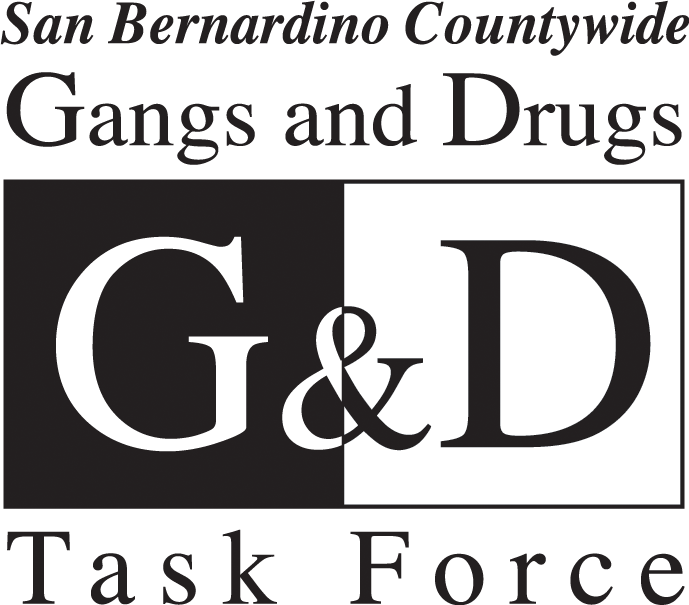 San Bernardino Countywide
Gangs and Drugs
G&D
Task Force